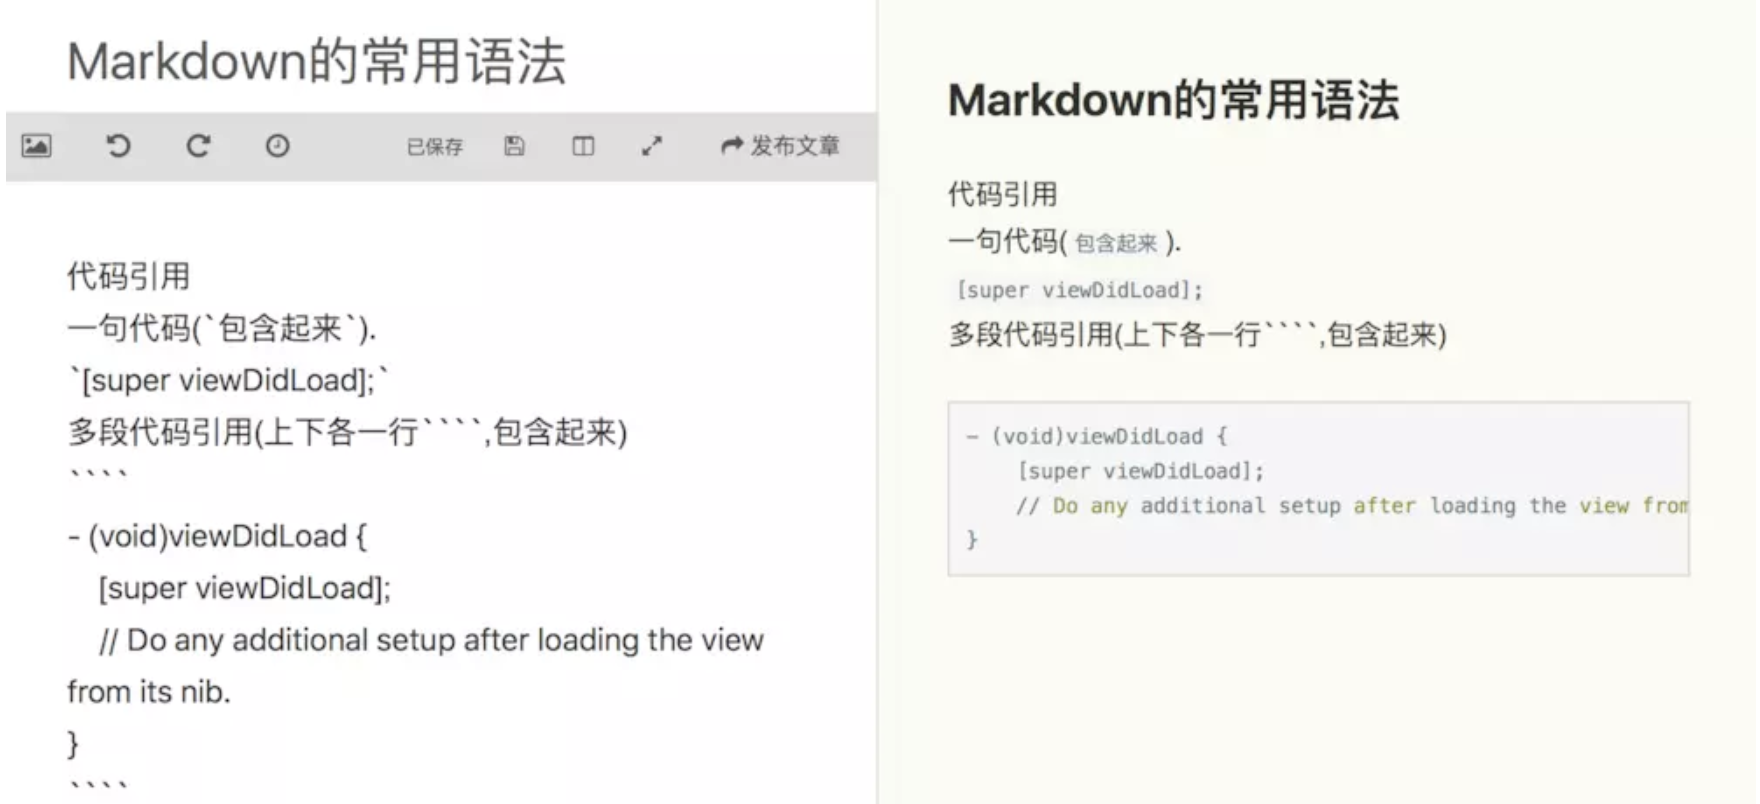 Markdown的常用语法
已保存 发布文章
代码引用
一句代码(`包含起来`).
`[super viewDidLoad];`
多段代码引用(上下各一行````,包含起来)
````
- (void)viewDidLoad {
    [super viewDidLoad];
    // Do any additional setup after loading the view
from its nib.
}
````
Markdown的常用语法
代码引用
一句代码( 包含起来 ).
[super viewDidLoad];
多段代码引用(上下各一行````,包含起来)
- (void)viewDidLoad {
    [super viewDidLoad];
    // Do any additional setup after loading the view from
}